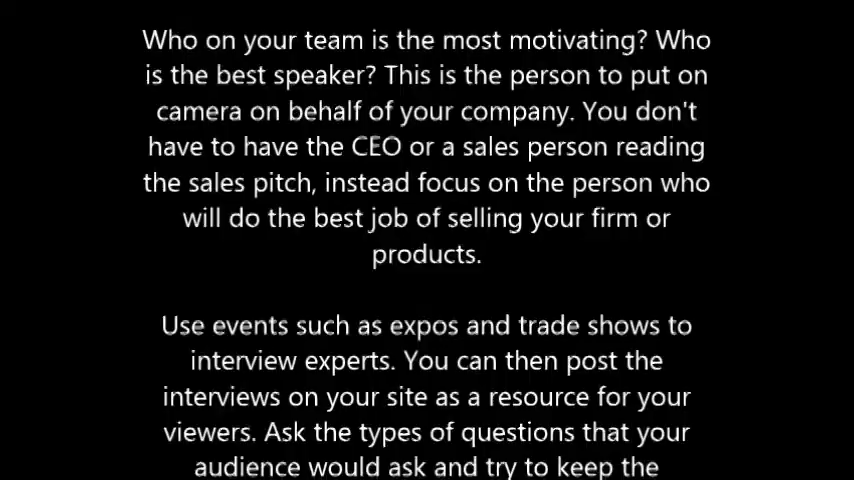 Who on your team is the most motivating? Who
is the best speaker? This is the person to put on
camera on behalf of your company. You don't
have to have the CEO or a sales person reading
the sales pitch, instead focus on the person who
will do the best job of selling your firm or
products.
Use events such as expos and trade shows to
interview experts. You can then post the
interviews on your site as a resource for your
viewers. Ask the types of questions that your
audience would ask and try to keep the